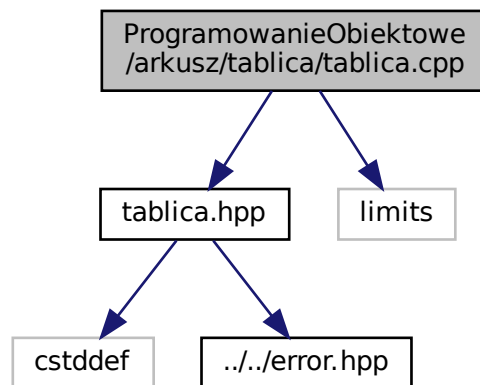 ProgramowanieObiektowe
/arkusz/tablica/tablica.cpp
tablica.hpp
limits
cstddef
../../error.hpp